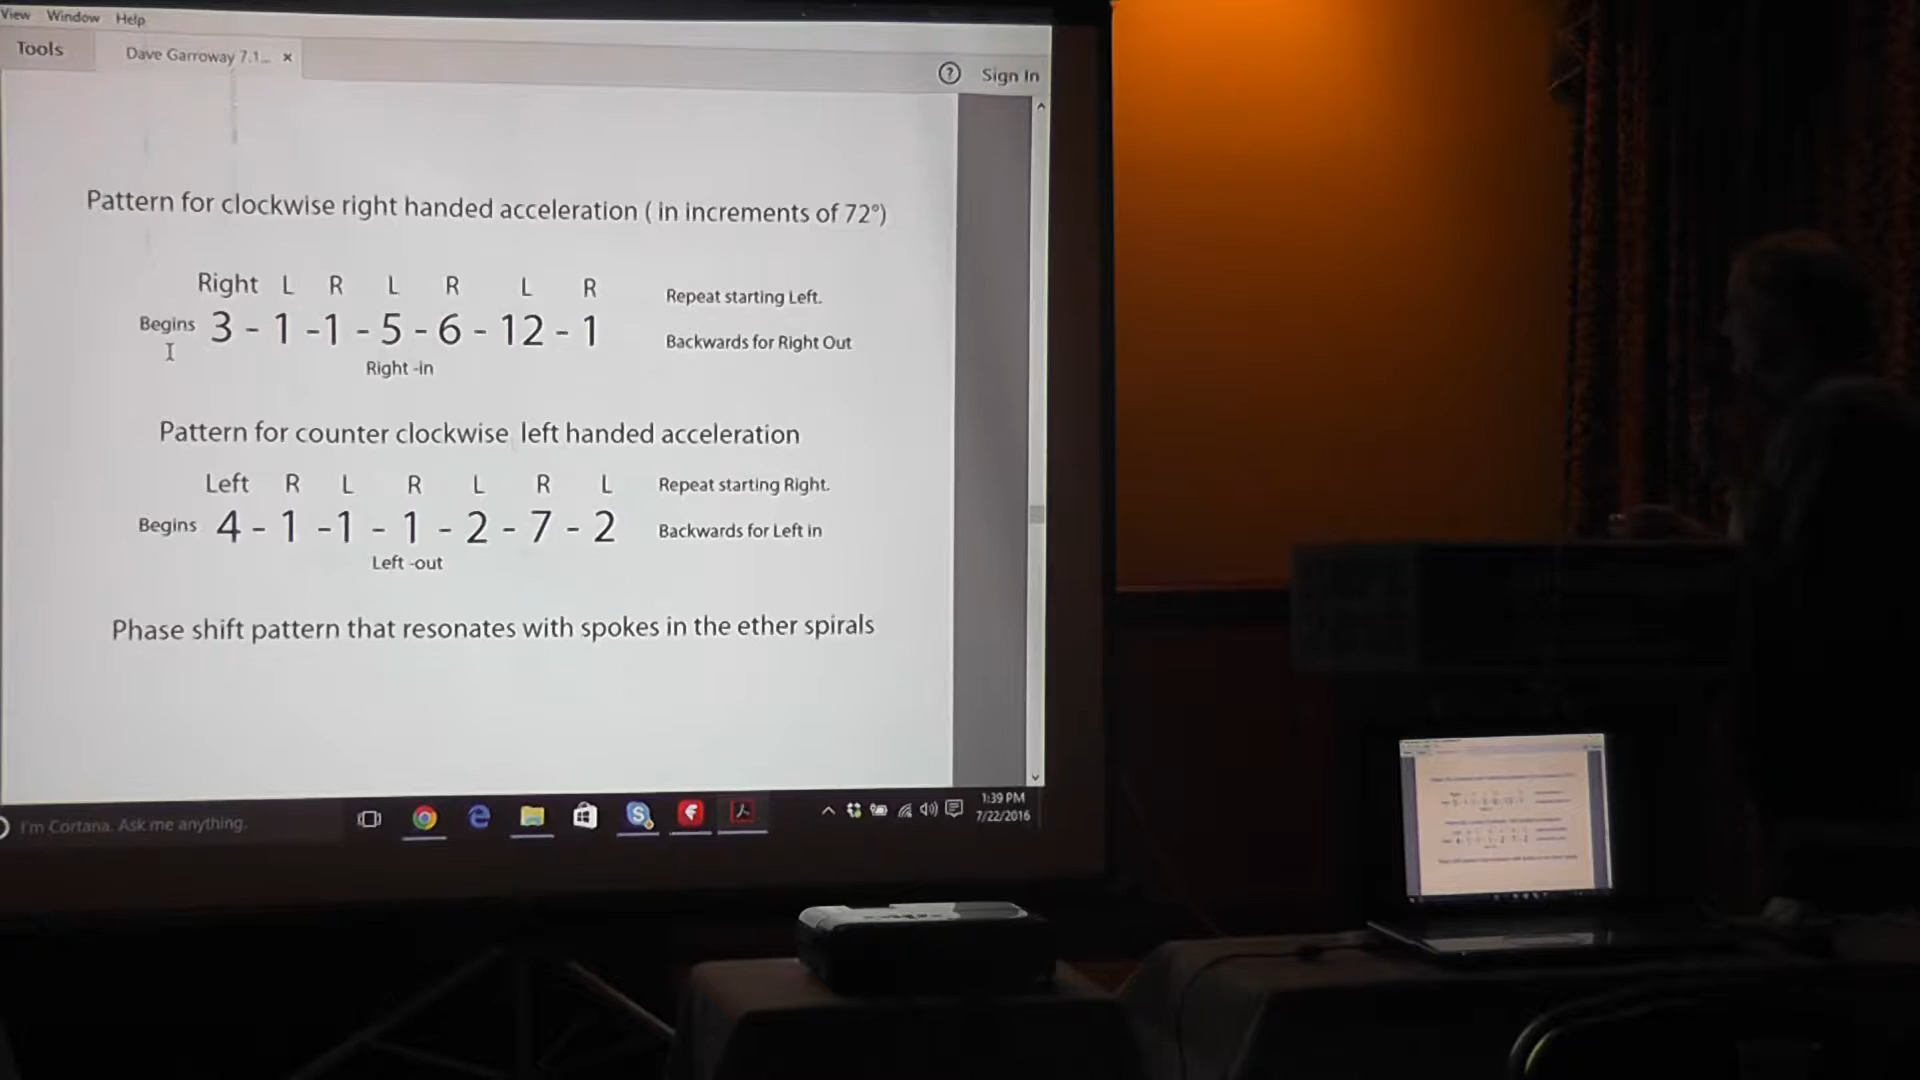 View Window Help
Tools Dave Garroway 7.1... ×
? Sign In
Pattern for clockwise right handed acceleration ( in increments of 72°)
Right L R L R L R Repeat starting Left.
Begins 3 - 1 -1 - 5 - 6 - 12 - 1 Backwards for Right Out
Right -in
Pattern for counter clockwise left handed acceleration
Left R L R L R L Repeat starting Right.
Begins 4 - 1 -1 - 1 - 2 - 7 - 2 Backwards for Left in
Left -out
Phase shift pattern that resonates with spokes in the ether spirals
I'm Cortana. Ask me anything.
1:39 PM
7/22/2016